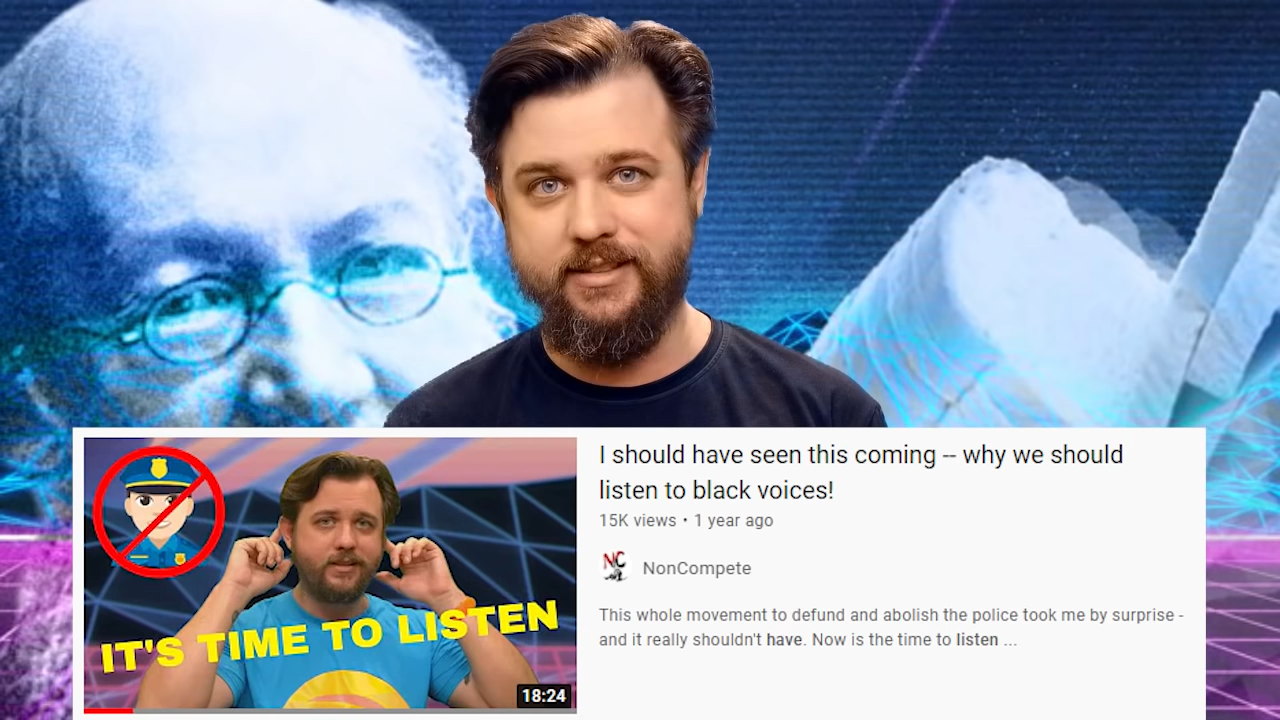 I should have seen this coming -- why we should
listen to black voices!
15K views • 1 year ago
NC
NonCompete
This whole movement to defund and abolish the police took me by surprise -
and it really shouldn't have. Now is the time to listen ...
IT'S TIME TO LISTEN
18:24